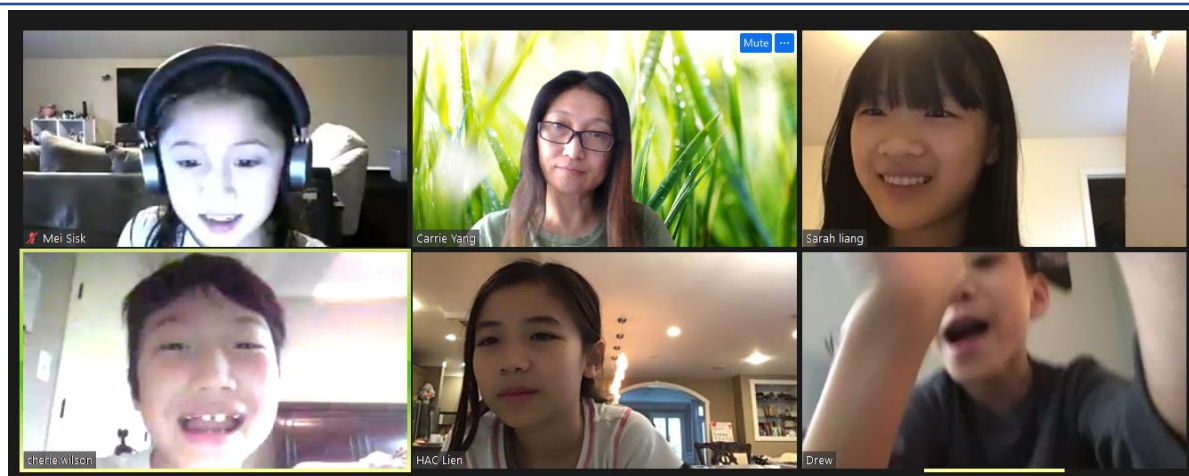 Mute ...
Mei Sisk
Carrie Yang
Sarah liang
cherie.wilson
HAC Lien
Drew